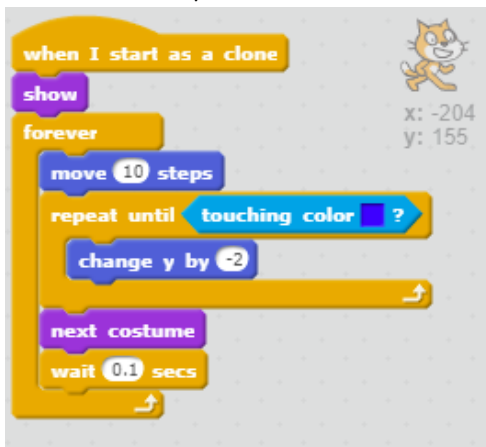 when I start as a clone
show
x: -204
forever
y: 155
move 10 steps
repeat until touching color ?
change y by -2
next costume
wait 0.1 secs